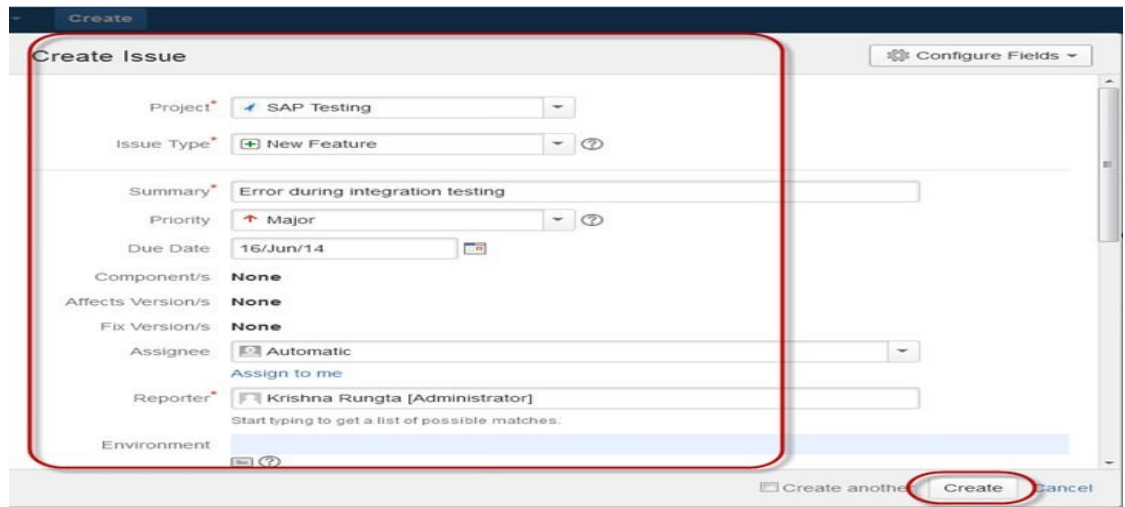 Create
Create Issue
Configure Fields
Project* SAP Testing
Issue Type* New Feature
Summary* Error during integration testing
Priority Major
Due Date 16/Jun/14
Component/s None
Affects Version/s None
Fix Version/s None
Assignee Automatic
Assign to me
Reporter* Krishna Rungta [Administrator]
Start typing to get a list of possible matches.
Environment
Create another Create Cancel